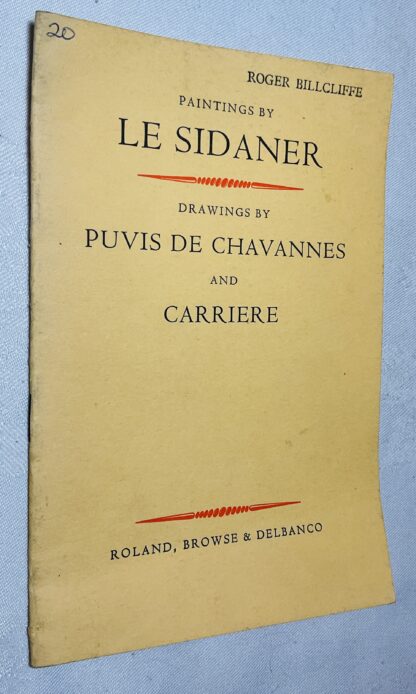 20
ROGER BILLCLIFFE
PAINTINGS BY
LE SIDANER
DRAWINGS BY
PUVIS DE CHAVANNES
AND
CARRIERE
ROLAND, BROWSE & DELBANCO